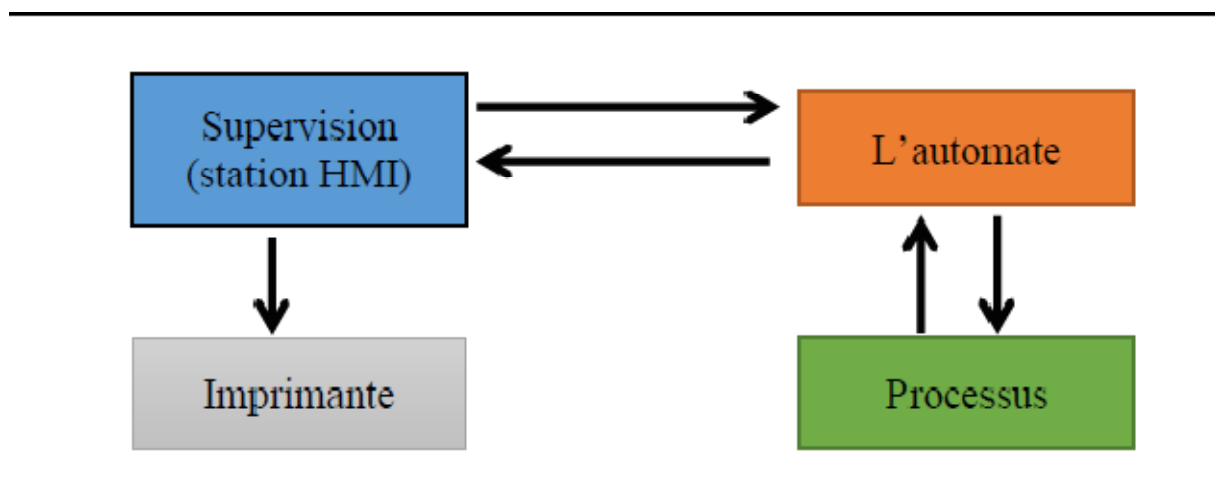 Supervision
(station HMI)
L’automate
Imprimante
Processus